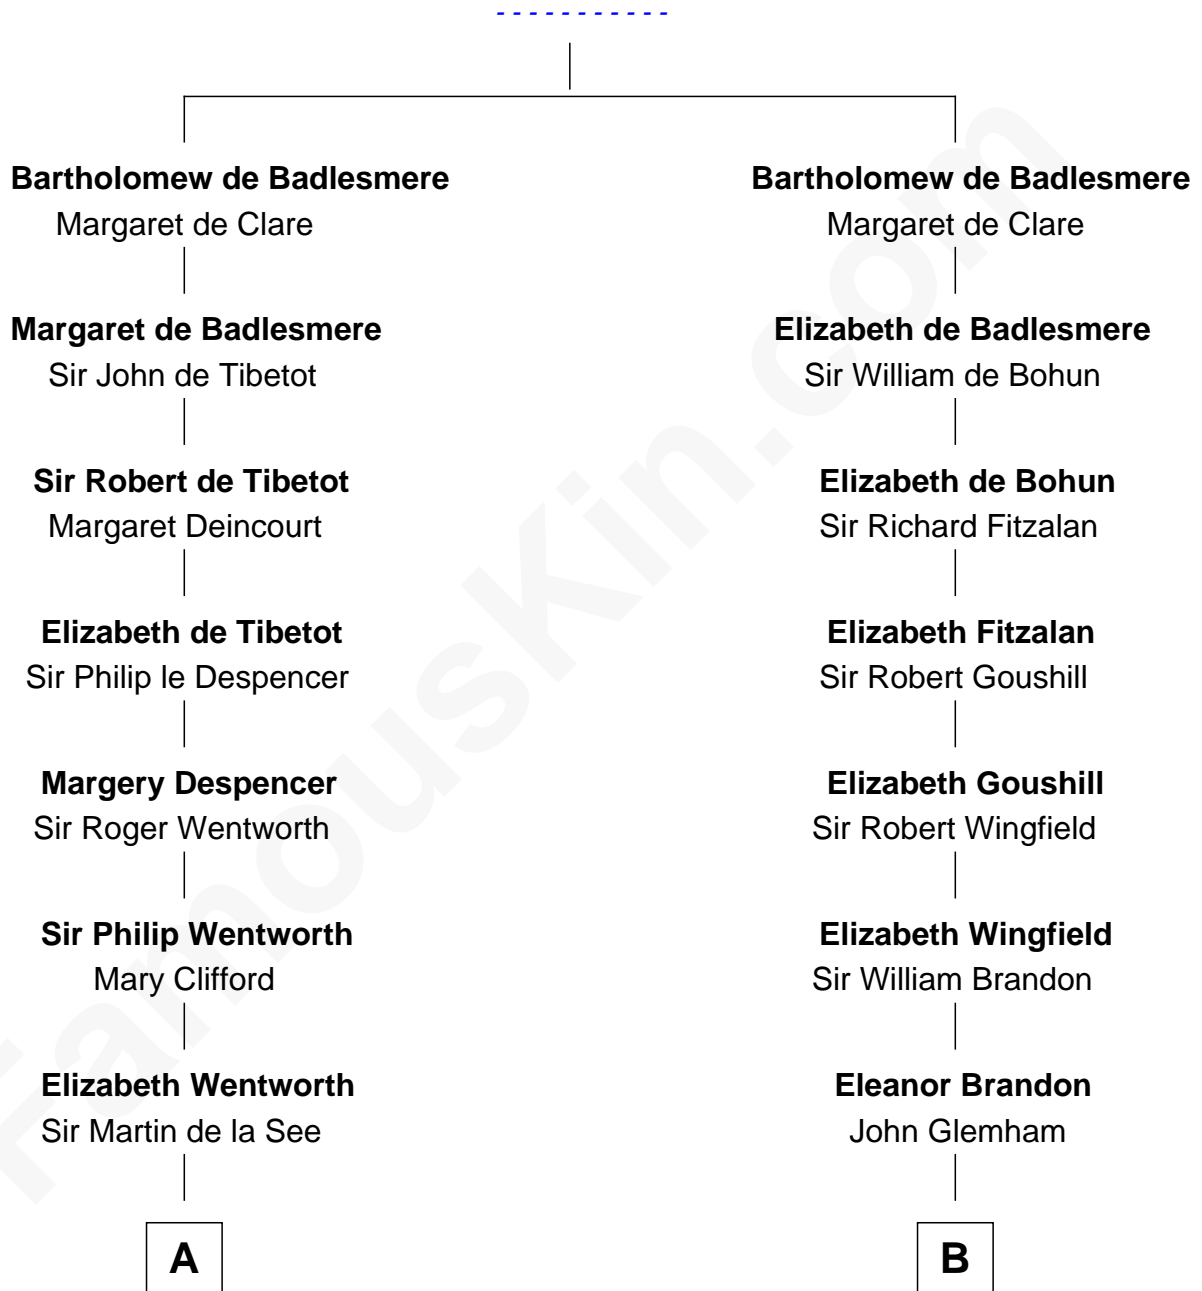 - - - - - - - - - - -
Bartholomew de Badlesmere
Margaret de Clare
Margaret de Badlesmere
Sir John de Tibetot
Sir Robert de Tibetot
Margaret Deincourt
Elizabeth de Tibetot
Sir Philip le Despencer
Margery Despencer
Sir Roger Wentworth
Sir Philip Wentworth
Mary Clifford
Elizabeth Wentworth
Sir Martin de la See
A
Bartholomew de Badlesmere
Margaret de Clare
Elizabeth de Badlesmere
Sir William de Bohun
Elizabeth de Bohun
Sir Richard Fitzalan
Elizabeth Fitzalan
Sir Robert Goushill
Elizabeth Goushill
Sir Robert Wingfield
Elizabeth Wingfield
Sir William Brandon
Eleanor Brandon
John Glemham
B
FamousKin.com